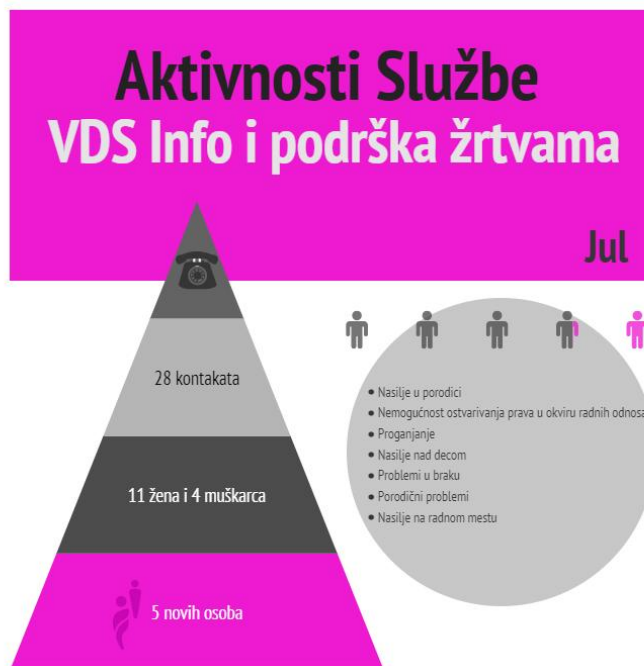 Aktivnosti Službe
VDS Info i podrška žrtvama
Jul
28 kontakata
11 žena i 4 muškarca
5 novih osoba
• Nasilje u porodici
• Nemogućnost ostvarivanja prava u okviru radnih odnosa
• Proganjanje
• Nasilje nad decom
• Problemi u braku
• Porodični problemi
• Nasilje na radnom mestu